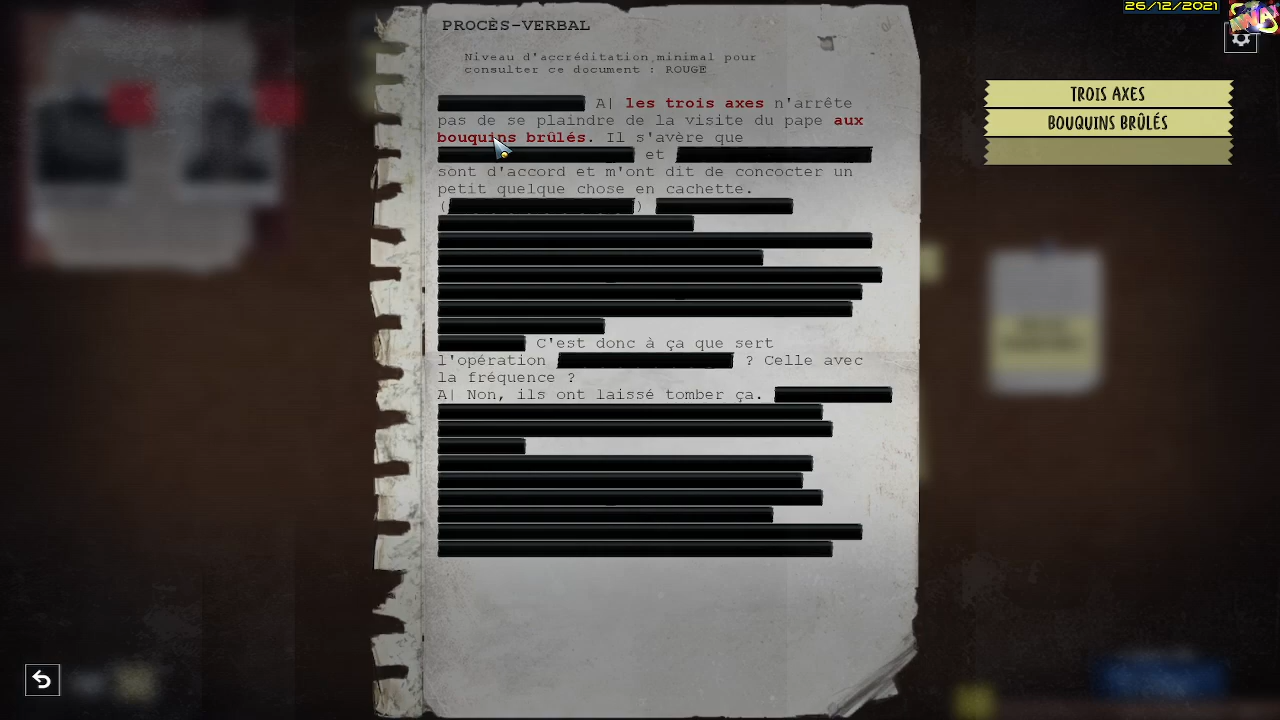 26/12/2021
PROCÈS-VERBAL
Niveau d'accréditation minimal pour
consulter ce document : ROUGE
A| les trois axes n'arrête
pas de se plaindre de la visite du pape aux
bouquins brûlés. Il s'avère que
et
sont d'accord et m'ont dit de concocter un
petit quelque chose en cachette.
( )
C'est donc à ça que sert
l'opération ? Celle avec
la fréquence ?
A| Non, ils ont laissé tomber ça.
TROIS AXES
BOUQUINS BRÛLÉS